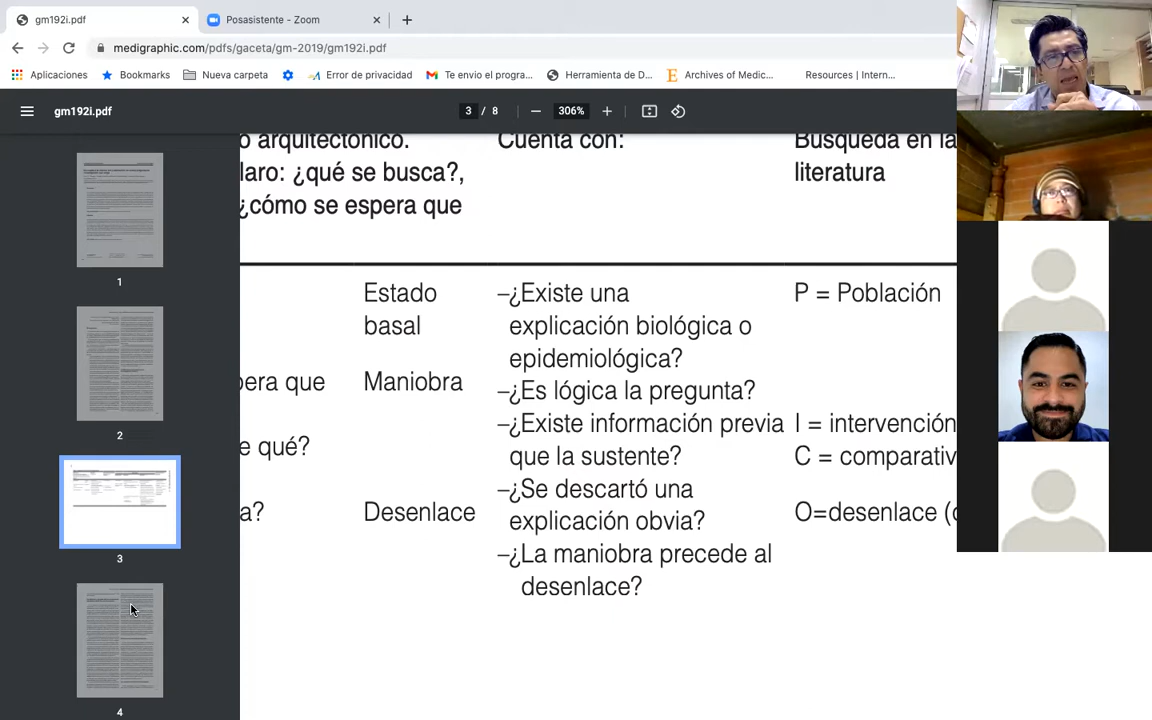 gm192i.pdf
Posasistente - Zoom
medigraphic.com/pdfs/gaceta/gm-2019/gm192i.pdf
Aplicaciones
Bookmarks
Nueva carpeta
Error de privacidad
Te envio el progra...
Herramienta de D...
Archives of Medic...
Resources | Intern...
gm192i.pdf
3 / 8
306%
o arquitectónico.
laro: ¿qué se busca?,
¿cómo se espera que
Cuenta con:
Búsqueda en la
literatura
pera que
e qué?
a?
Estado
basal
Maniobra
Desenlace
–¿Existe una
explicación biológica o
epidemiológica?
–¿Es lógica la pregunta?
–¿Existe información previa
que la sustente?
–¿Se descartó una
explicación obvia?
–¿La maniobra precede al
desenlace?
P = Población
I = intervención
C = comparativ
O=desenlace (
1
2
3
4